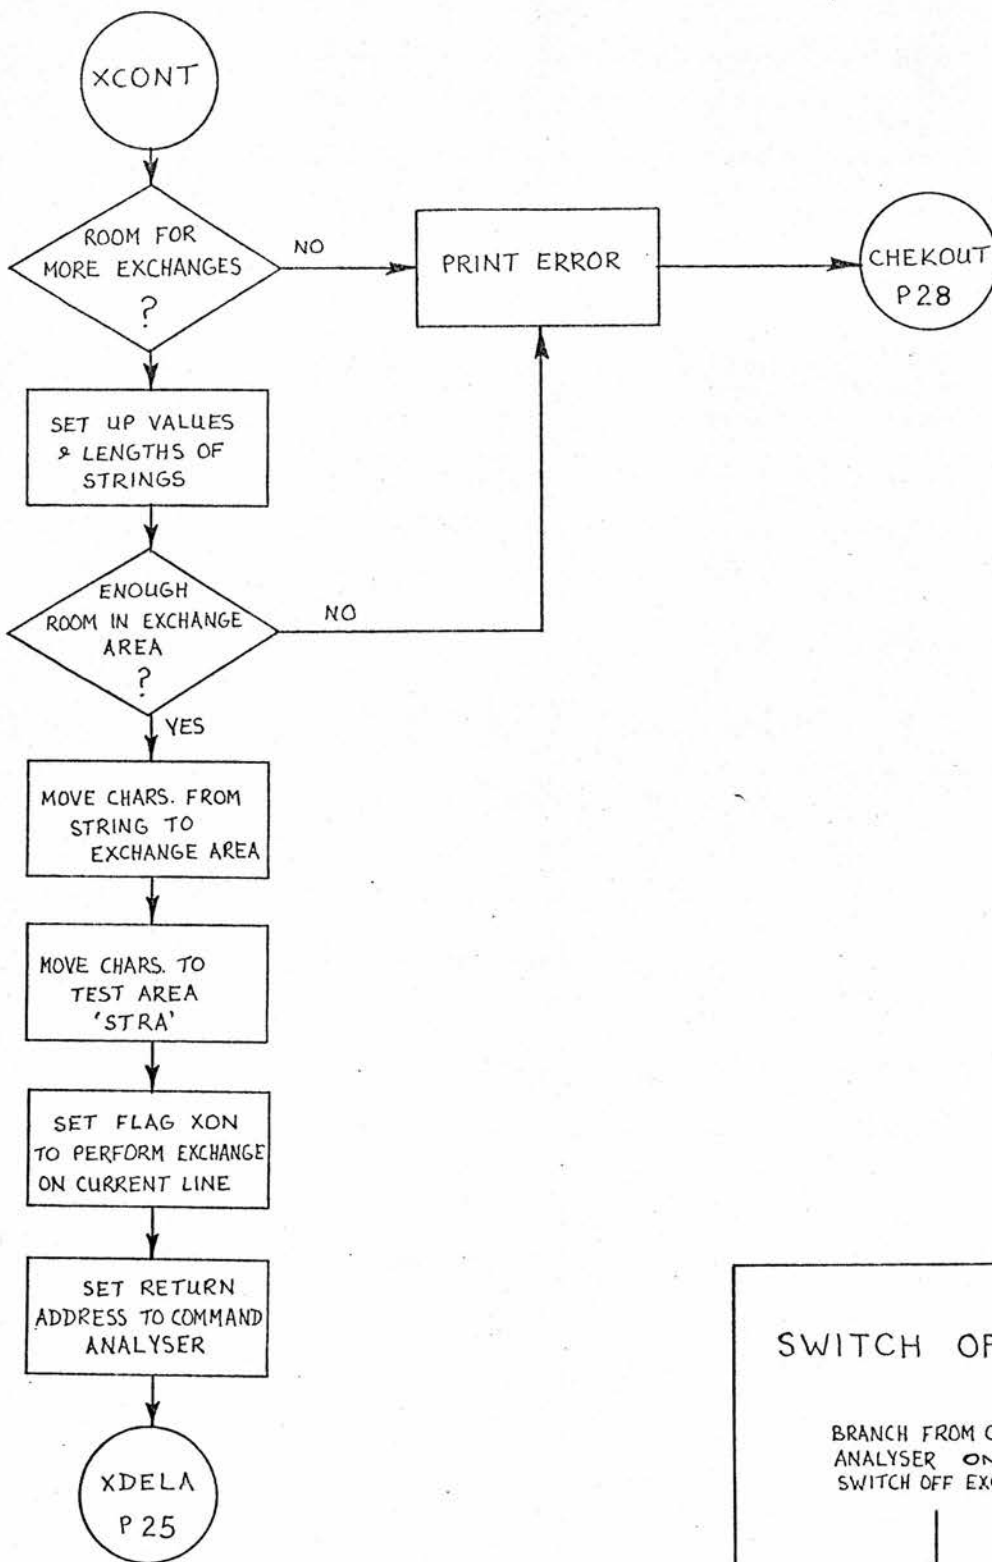 XCONT
ROOM FOR
MORE EXCHANGES
?
NO
PRINT ERROR
CHEKOUT
P28
SET UP VALUES
& LENGTHS OF
STRINGS
ENOUGH
ROOM IN EXCHANGE
AREA
?
NO
YES
MOVE CHARS. FROM
STRING TO
EXCHANGE AREA
MOVE CHARS. TO
TEST AREA
'STRA'
SET FLAG XON
TO PERFORM EXCHANGE
ON CURRENT LINE
SET RETURN
ADDRESS TO COMMAND
ANALYSER
XDELA
P25
SWITCH
BRANCH FROM
ANALYSER
SWITCH OFF